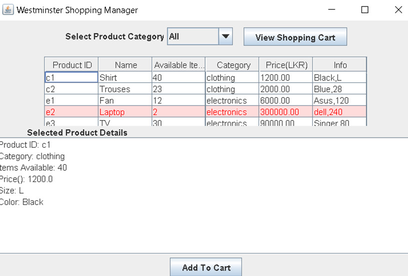 Westminster Shopping Manager
Select Product Category All View Shopping Cart
Product ID Name Available Ite... Category Price(LKR) Info
c1 Shirt 40 clothing 1200.00 Black,L
c2 Trouses 23 clothing 2000.00 Blue,28
e1 Fan 12 electronics 6000.00 Asus,120
e2 Laptop 2 electronics 300000.00 dell,240
e3 TV 30 electronics 90000.00 Singer,80
Selected Product Details
Product ID: c1
Category: clothing
Items Available: 40
Price(): 1200.0
Size: L
Color: Black
Add To Cart